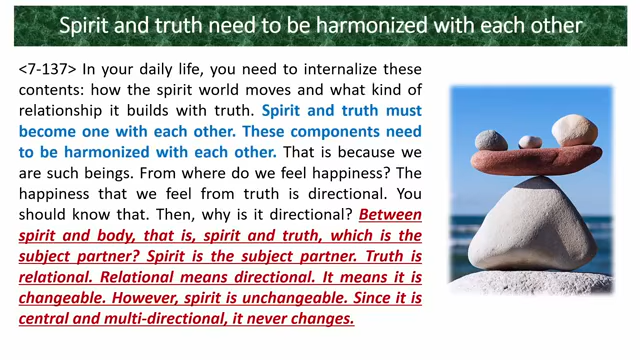 Spirit and truth need to be harmonized with each other
<7-137> In your daily life, you need to internalize these
contents: how the spirit world moves and what kind of
relationship it builds with truth. Spirit and truth must
become one with each other. These components need
to be harmonized with each other. That is because we
are such beings. From where do we feel happiness? The
happiness that we feel from truth is directional. You
should know that. Then, why is it directional? Between
spirit and body, that is, spirit and truth, which is the
subject partner? Spirit is the subject partner. Truth is
relational. Relational means directional. It means it is
changeable. However, spirit is unchangeable. Since it is
central and multi-directional, it never changes.